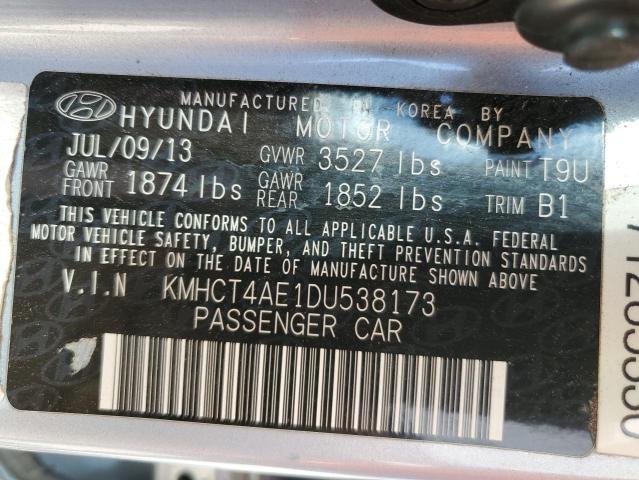 MANUFACTURED IN KOREA BY
HYUNDAI MOTOR COMPANY
JUL/09/13 GVWR 3527 lbs PAINT T9U
GAWR FRONT 1874 lbs GAWR REAR 1852 lbs TRIM B1
THIS VEHICLE CONFORMS TO ALL APPLICABLE U.S.A. FEDERAL
MOTOR VEHICLE SAFETY, BUMPER, AND THEFT PREVENTION STANDARDS
IN EFFECT ON THE DATE OF MANUFACTURE SHOWN ABOVE
V.I.N KMHCT4AE1DU538173
PASSENGER CAR